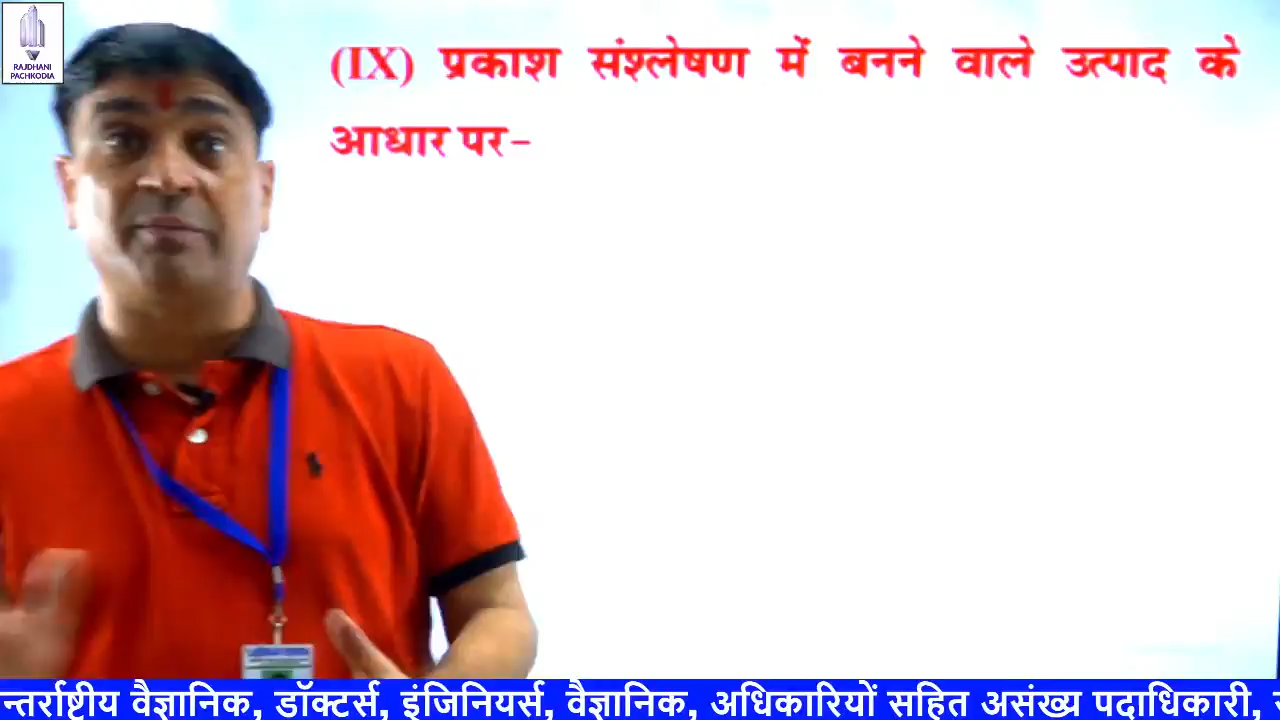 RAJDHANI
PACHKODIA
(IX) प्रकाश संश्लेषण में बनने वाले उत्पाद के
आधार पर-
न्तर्राष्ट्रीय वैज्ञानिक, डॉक्टर्स, इंजिनियर्स, वैज्ञानिक, अधिकारियों सहित असंख्य पदाधिकारी,